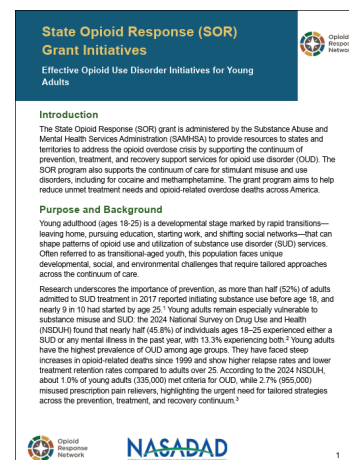 State Opioid Response (SOR)
Grant Initiatives
Effective Opioid Use Disorder Initiatives for Young
Adults
Opioid
Response
Network
Introduction
The State Opioid Response (SOR) grant is administered by the Substance Abuse and
Mental Health Services Administration (SAMHSA) to provide resources to states and
territories to address the opioid overdose crisis by supporting the continuum of
prevention, treatment, and recovery support services for opioid use disorder (OUD). The
SOR program also supports the continuum of care for stimulant misuse and use
disorders, including for cocaine and methamphetamine. The grant program aims to help
reduce unmet treatment needs and opioid-related overdose deaths across America.
Purpose and Background
Young adulthood (ages 18-25) is a developmental stage marked by rapid transitions—
leaving home, pursuing education, starting work, and shifting social networks—that can
shape patterns of opioid use and utilization of substance use disorder (SUD) services.
Often referred to as transitional-aged youth, this population faces unique
developmental, social, and environmental challenges that require tailored approaches
across the continuum of care.
Research underscores the importance of prevention, as more than half (52%) of adults
admitted to SUD treatment in 2017 reported initiating substance use before age 18, and
nearly 9 in 10 had started by age 25.¹ Young adults remain especially vulnerable to
substance misuse and SUD: the 2024 National Survey on Drug Use and Health
(NSDUH) found that nearly half (45.8%) of individuals ages 18–25 experienced either a
SUD or any mental illness in the past year, with 13.3% experiencing both.² Young adults
have the highest prevalence of OUD among age groups. They have faced steep
increases in opioid-related deaths since 1999 and show higher relapse rates and lower
treatment retention rates compared to adults over 25. According to the 2024 NSDUH,
about 1.0% of young adults (335,000) met criteria for OUD, while 2.7% (955,000)
misused prescription pain relievers, highlighting the urgent need for tailored strategies
across the prevention, treatment, and recovery continuum.³
Opioid
Response
Network
NASADAD
1